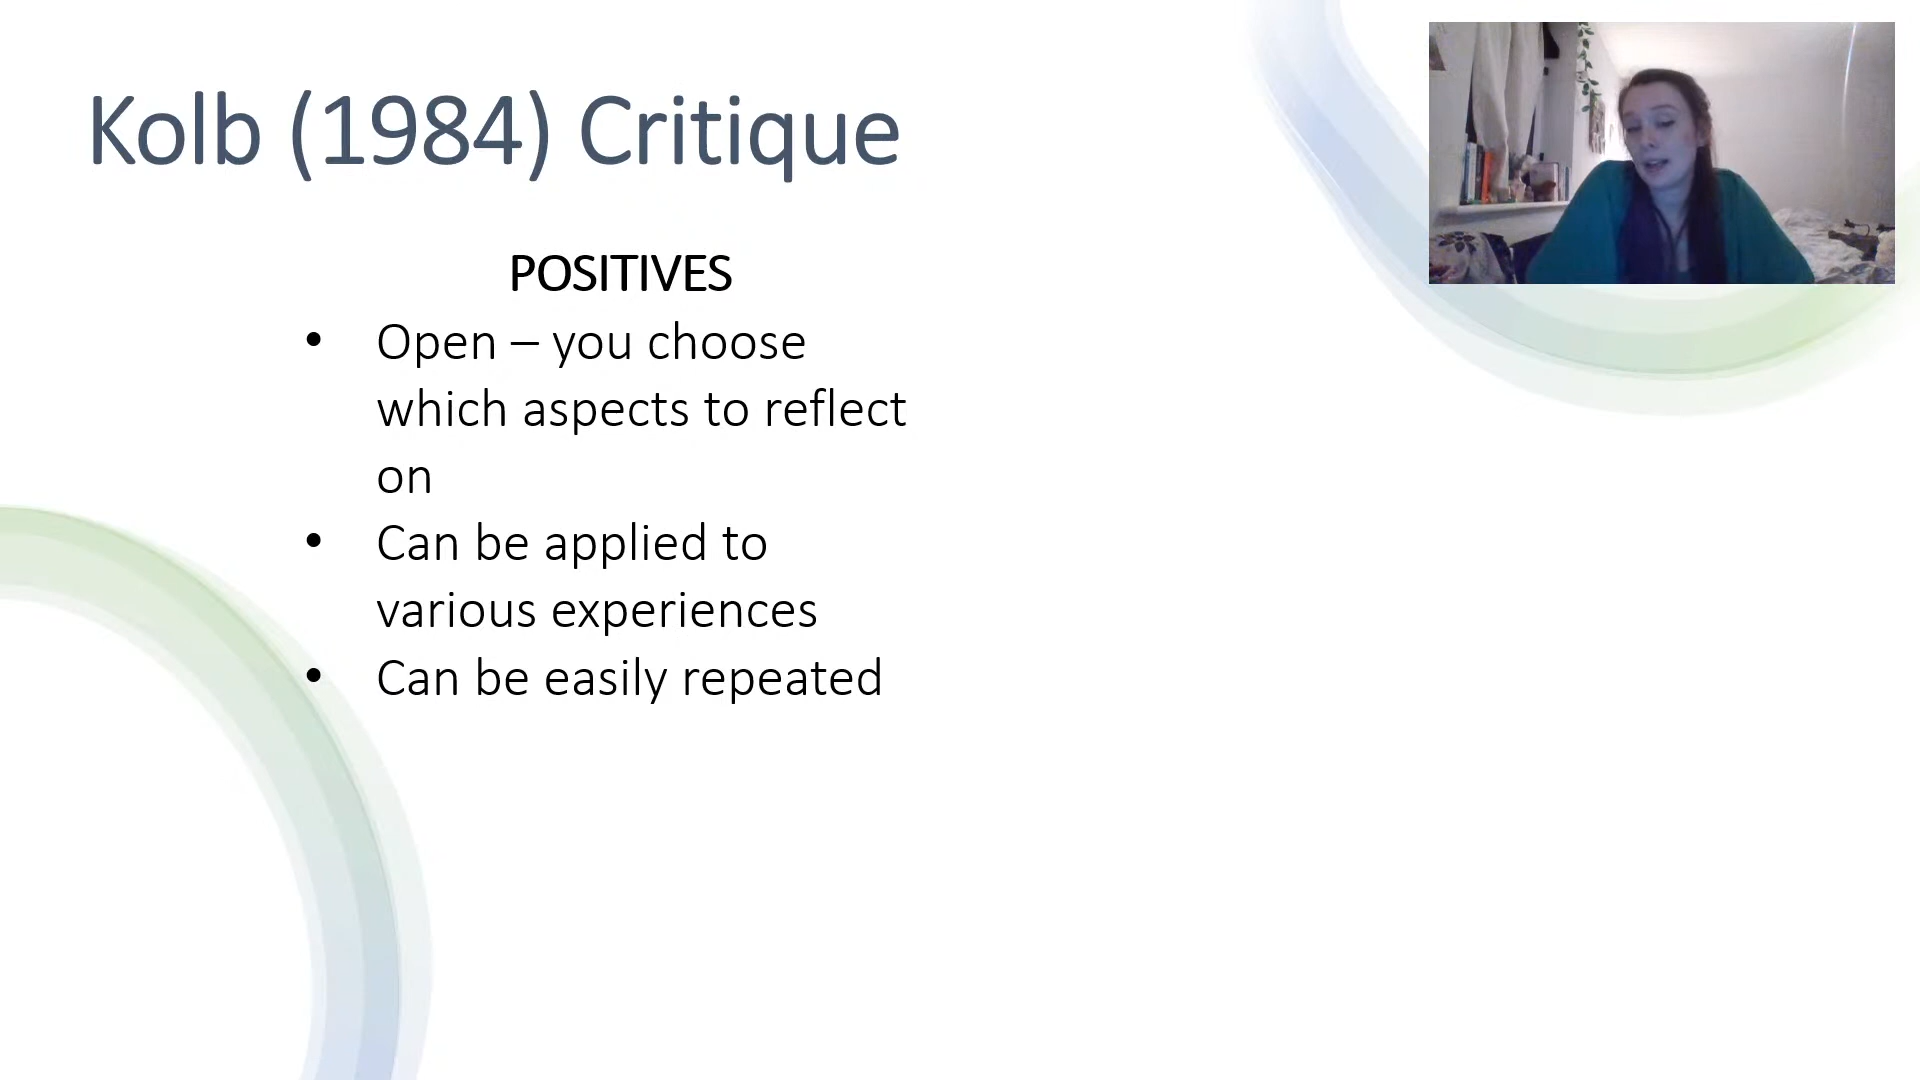 Kolb (1984) Critique
POSITIVES
• Open – you choose
which aspects to reflect
on
• Can be applied to
various experiences
• Can be easily repeated